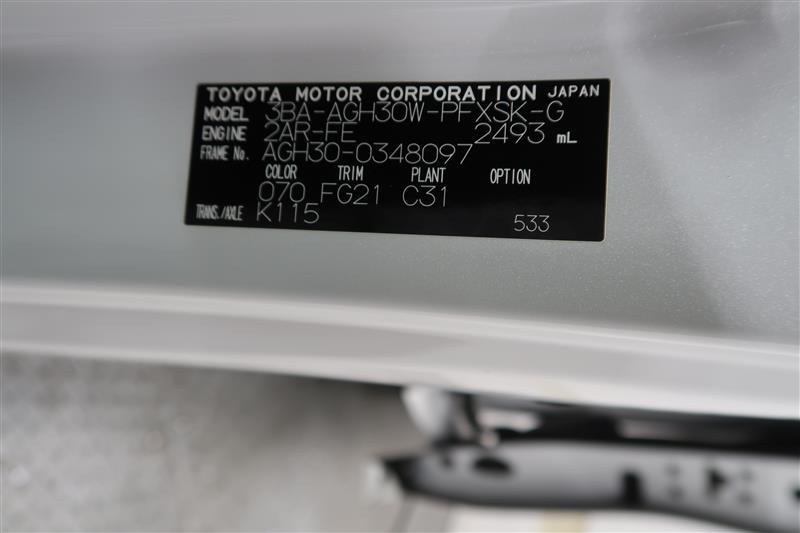 TOYOTA MOTOR CORPORATION JAPAN
MODEL 3BA-AGH30W-PFXSK-G
ENGINE 2AR-FE 2493 mL
FRAME No. AGH30-0348097
COLOR TRIM PLANT OPTION
070 FG21 C31
TRANS./AXLE K115 533